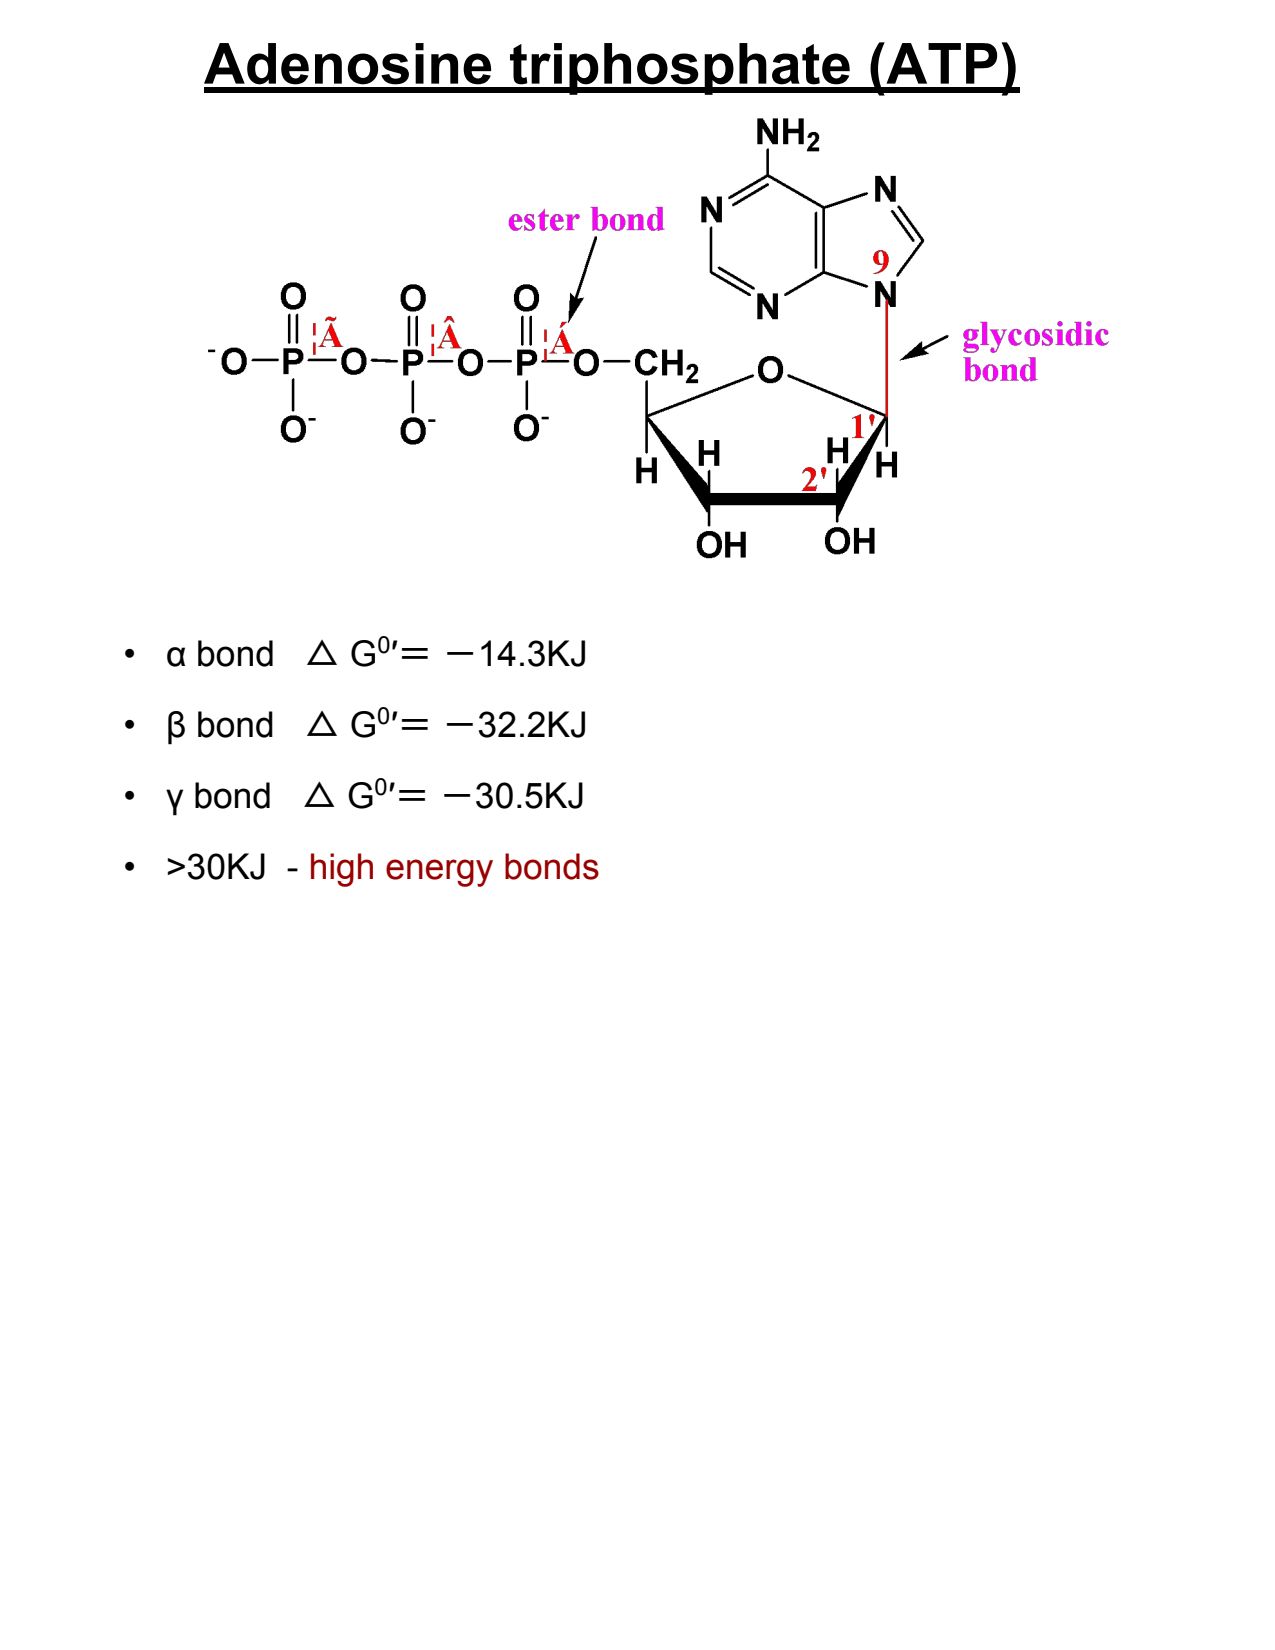 Adenosine triphosphate (ATP)
NH2
N
N
ester bond
N
9
N
N
glycosidic
bond
O
O
O
Ã
Â
Á
-O
P
O
P
O
P
O
CH2
O
O-
O-
O-
1'
H
H
H
H
2'
OH
OH
• α bond △ G0′＝ －14.3KJ
• β bond △ G0′＝ －32.2KJ
• γ bond △ G0′＝ －30.5KJ
• >30KJ - high energy bonds